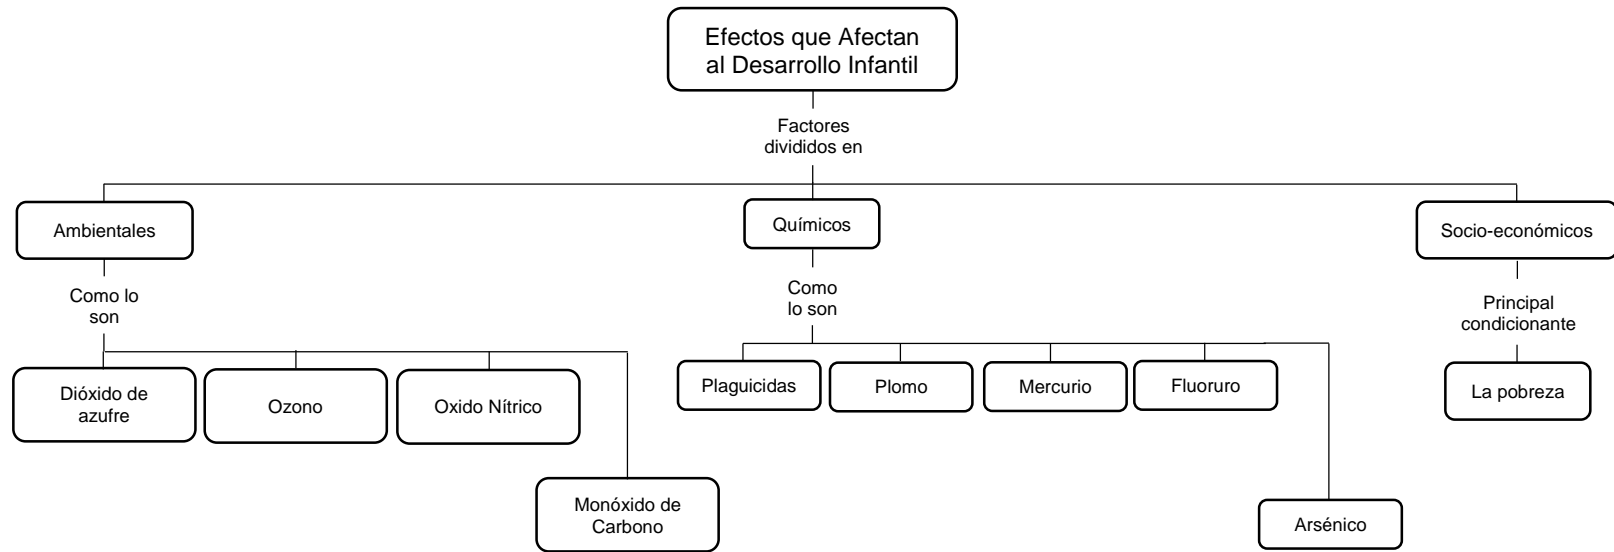 Efectos que Afectan
al Desarrollo Infantil
Factores
divididos en
Ambientales
Químicos
Socio-económicos
Como lo
son
Como
lo son
Principal
condicionante
Dióxido de
azufre
Ozono
Oxido Nítrico
Monóxido de
Carbono
Plaguicidas
Plomo
Mercurio
Fluoruro
Arsénico
La pobreza